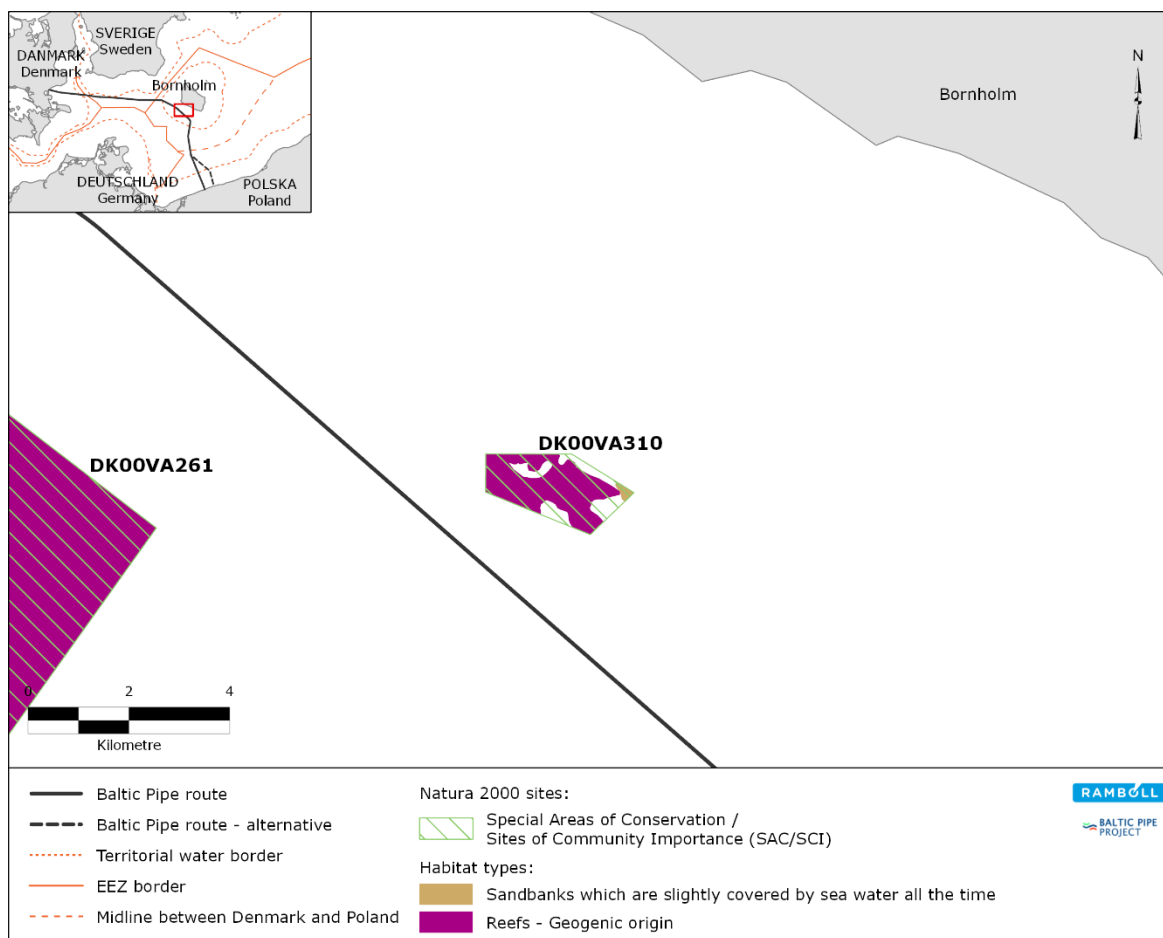 SVERIGE
Sweden
DANMARK
Denmark
Bornholm
DEUTSCHLAND
Germany
POLSKA
Poland
N
Bornholm
DK00VA310
DK00VA261
0 2 4
Kilometre
Baltic Pipe route
Baltic Pipe route - alternative
Territorial water border
EEZ border
Midline between Denmark and Poland
Natura 2000 sites:
Special Areas of Conservation /
Sites of Community Importance (SAC/SCI)
Habitat types:
Sandbanks which are slightly covered by sea water all the time
Reefs - Geogenic origin
RAMBOLL
BALTIC PIPE
PROJECT